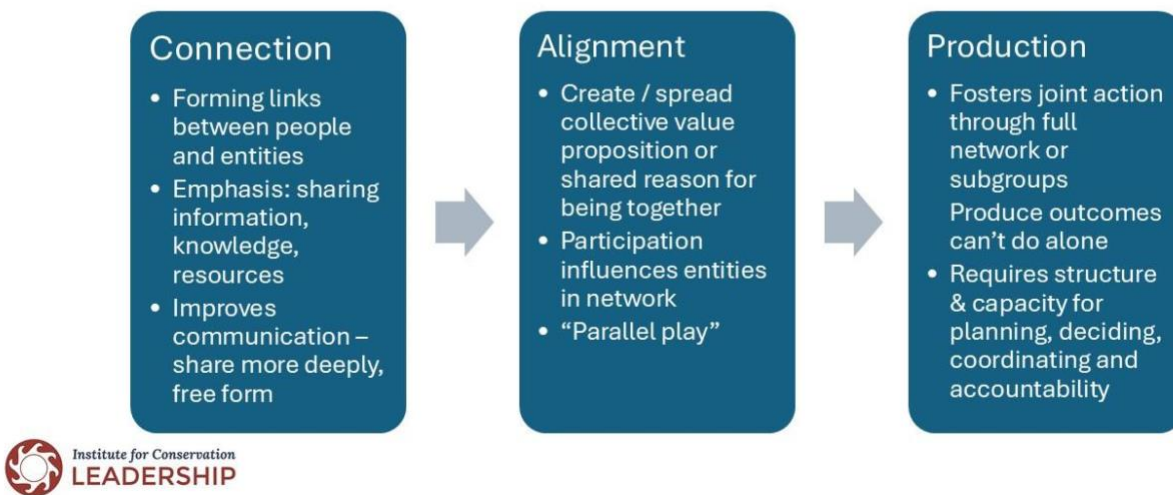 Connection
• Forming links
between people
and entities
• Emphasis: sharing
information,
knowledge,
resources
• Improves
communication –
share more deeply,
free form
Alignment
• Create / spread
collective value
proposition or
shared reason for
being together
• Participation
influences entities
in network
• “Parallel play”
Production
• Fosters joint action
through full
network or
subgroups
Produce outcomes
can’t do alone
• Requires structure
& capacity for
planning, deciding,
coordinating and
accountability
Institute for Conservation
LEADERSHIP